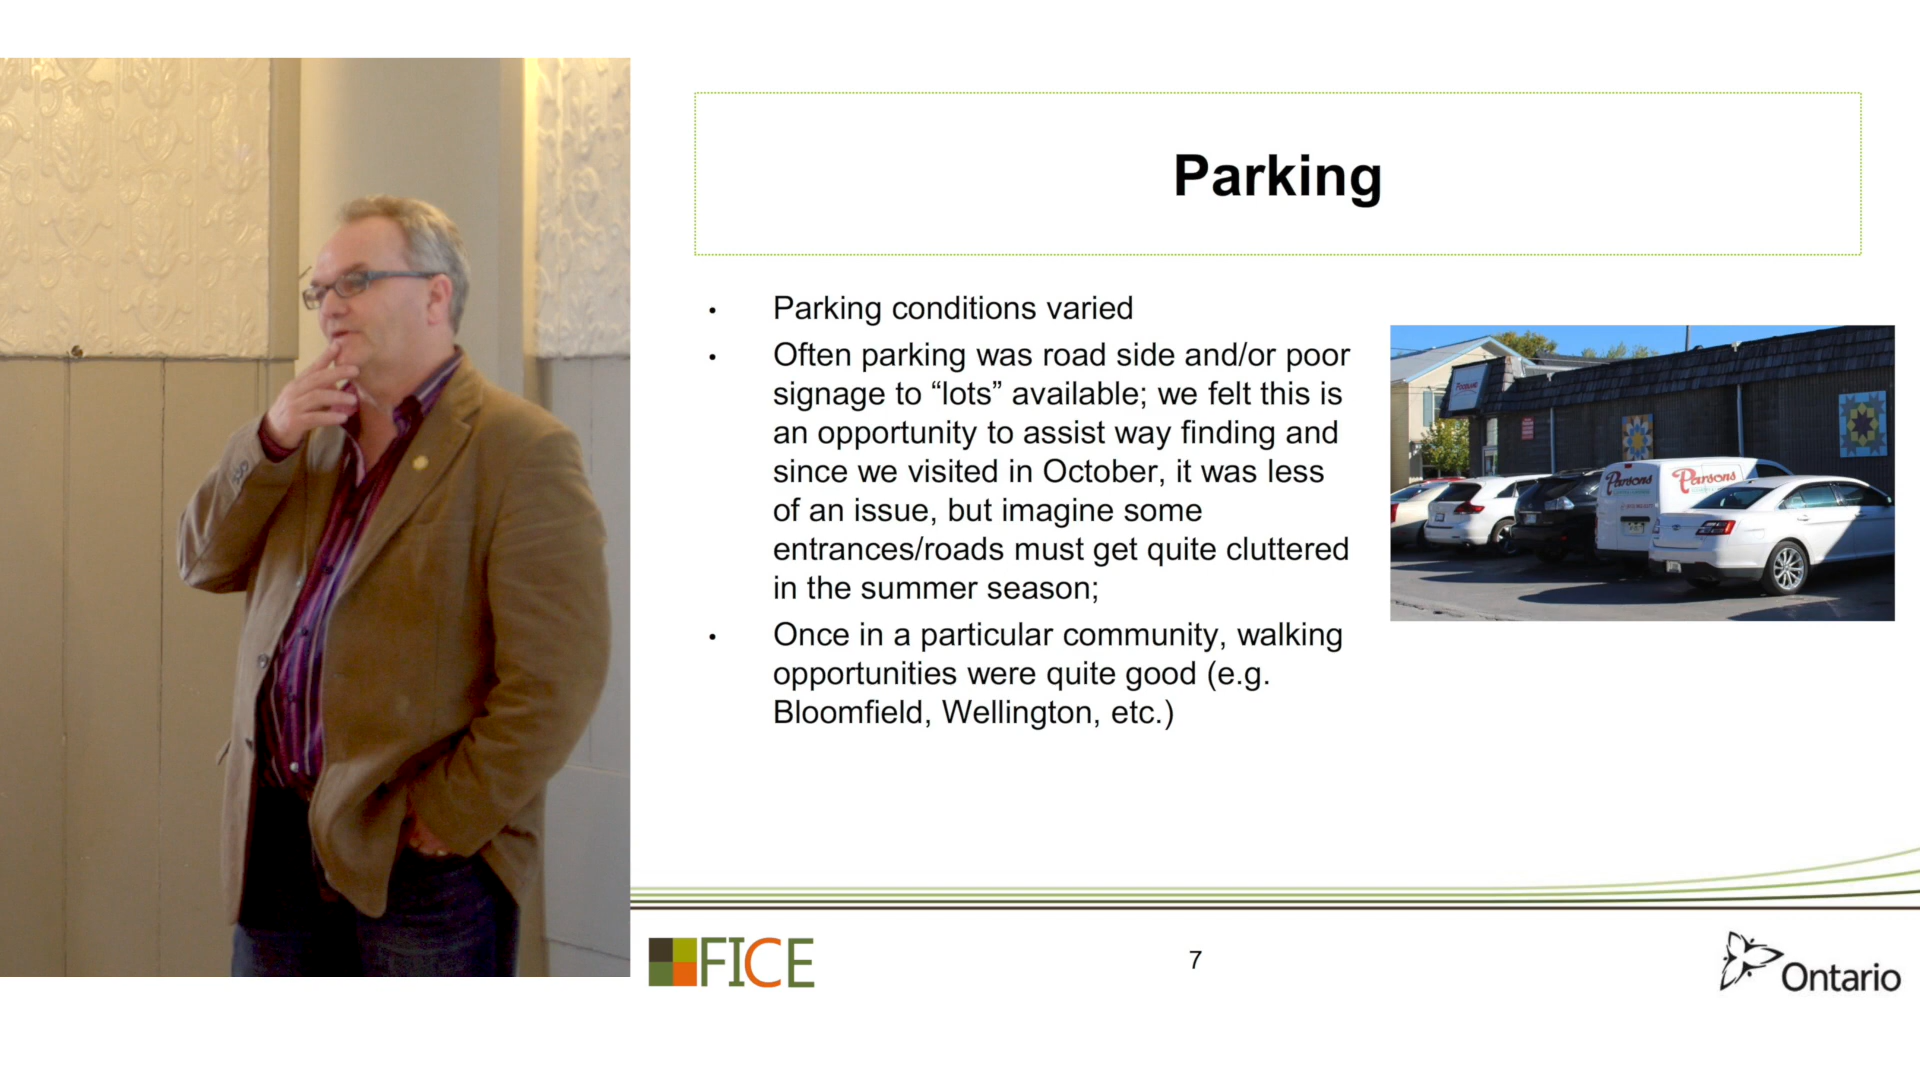 Parking
• Parking conditions varied
• Often parking was road side and/or poor
signage to “lots” available; we felt this is
an opportunity to assist way finding and
since we visited in October, it was less
of an issue, but imagine some
entrances/roads must get quite cluttered
in the summer season;
• Once in a particular community, walking
opportunities were quite good (e.g.
Bloomfield, Wellington, etc.)
Parsons
Parsons
FICE
7
Ontario